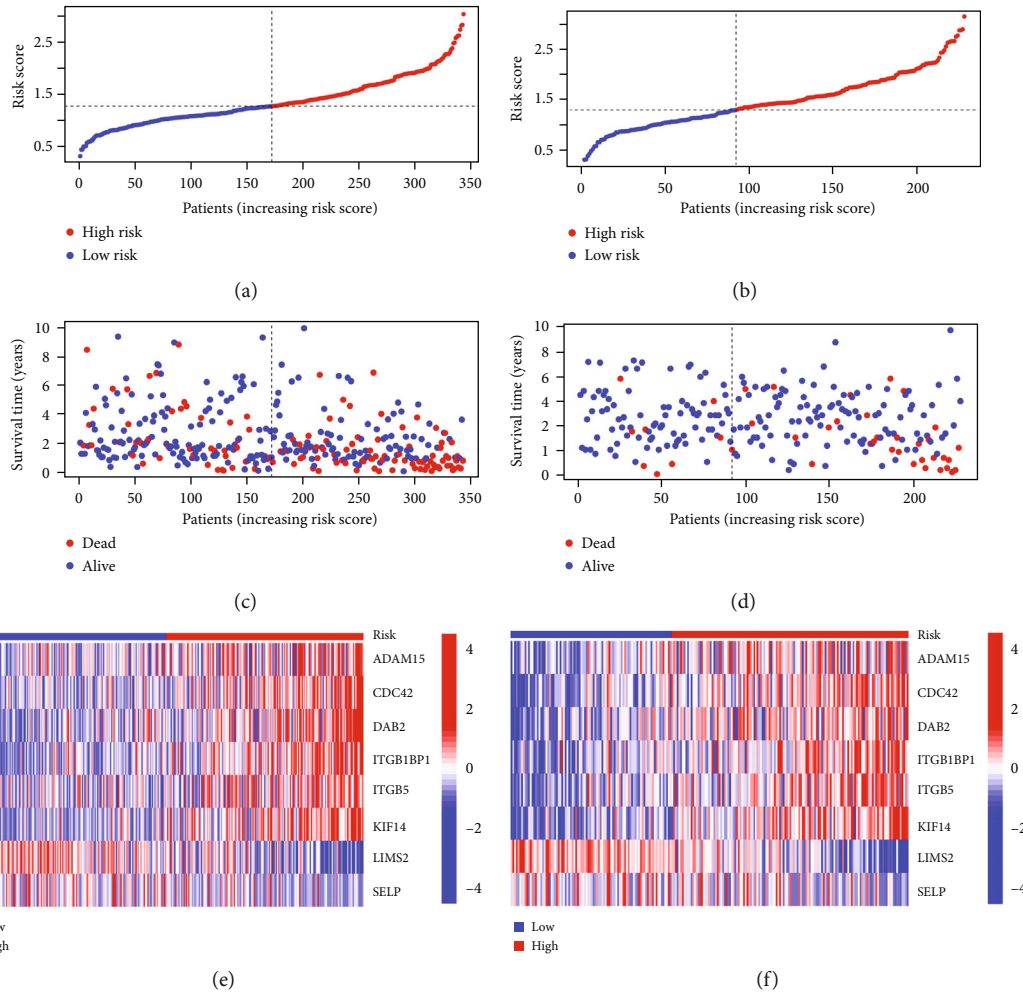 2.5
1.5
0.5
Risk score
0 50 100 150 200 250 300 350
Patients (increasing risk score)
High risk
Low risk
(a)
2.5
1.5
0.5
Risk score
0 50 100 150 200
Patients (increasing risk score)
High risk
Low risk
(b)
10
8
6
4
2
0
Survival time (years)
0 50 100 150 200 250 300 350
Patients (increasing risk score)
Dead
Alive
(c)
10
8
6
4
2
1
0
Survival time (years)
0 50 100 150 200
Patients (increasing risk score)
Dead
Alive
(d)
Risk
ADAM15
CDC42
DAB2
ITGB1BP1
ITGB5
KIF14
LIMS2
SELP
4
2
0
−2
−4
(e)
Risk
ADAM15
CDC42
DAB2
ITGB1BP1
ITGB5
KIF14
LIMS2
SELP
4
2
0
−2
−4
Low
High
(f)